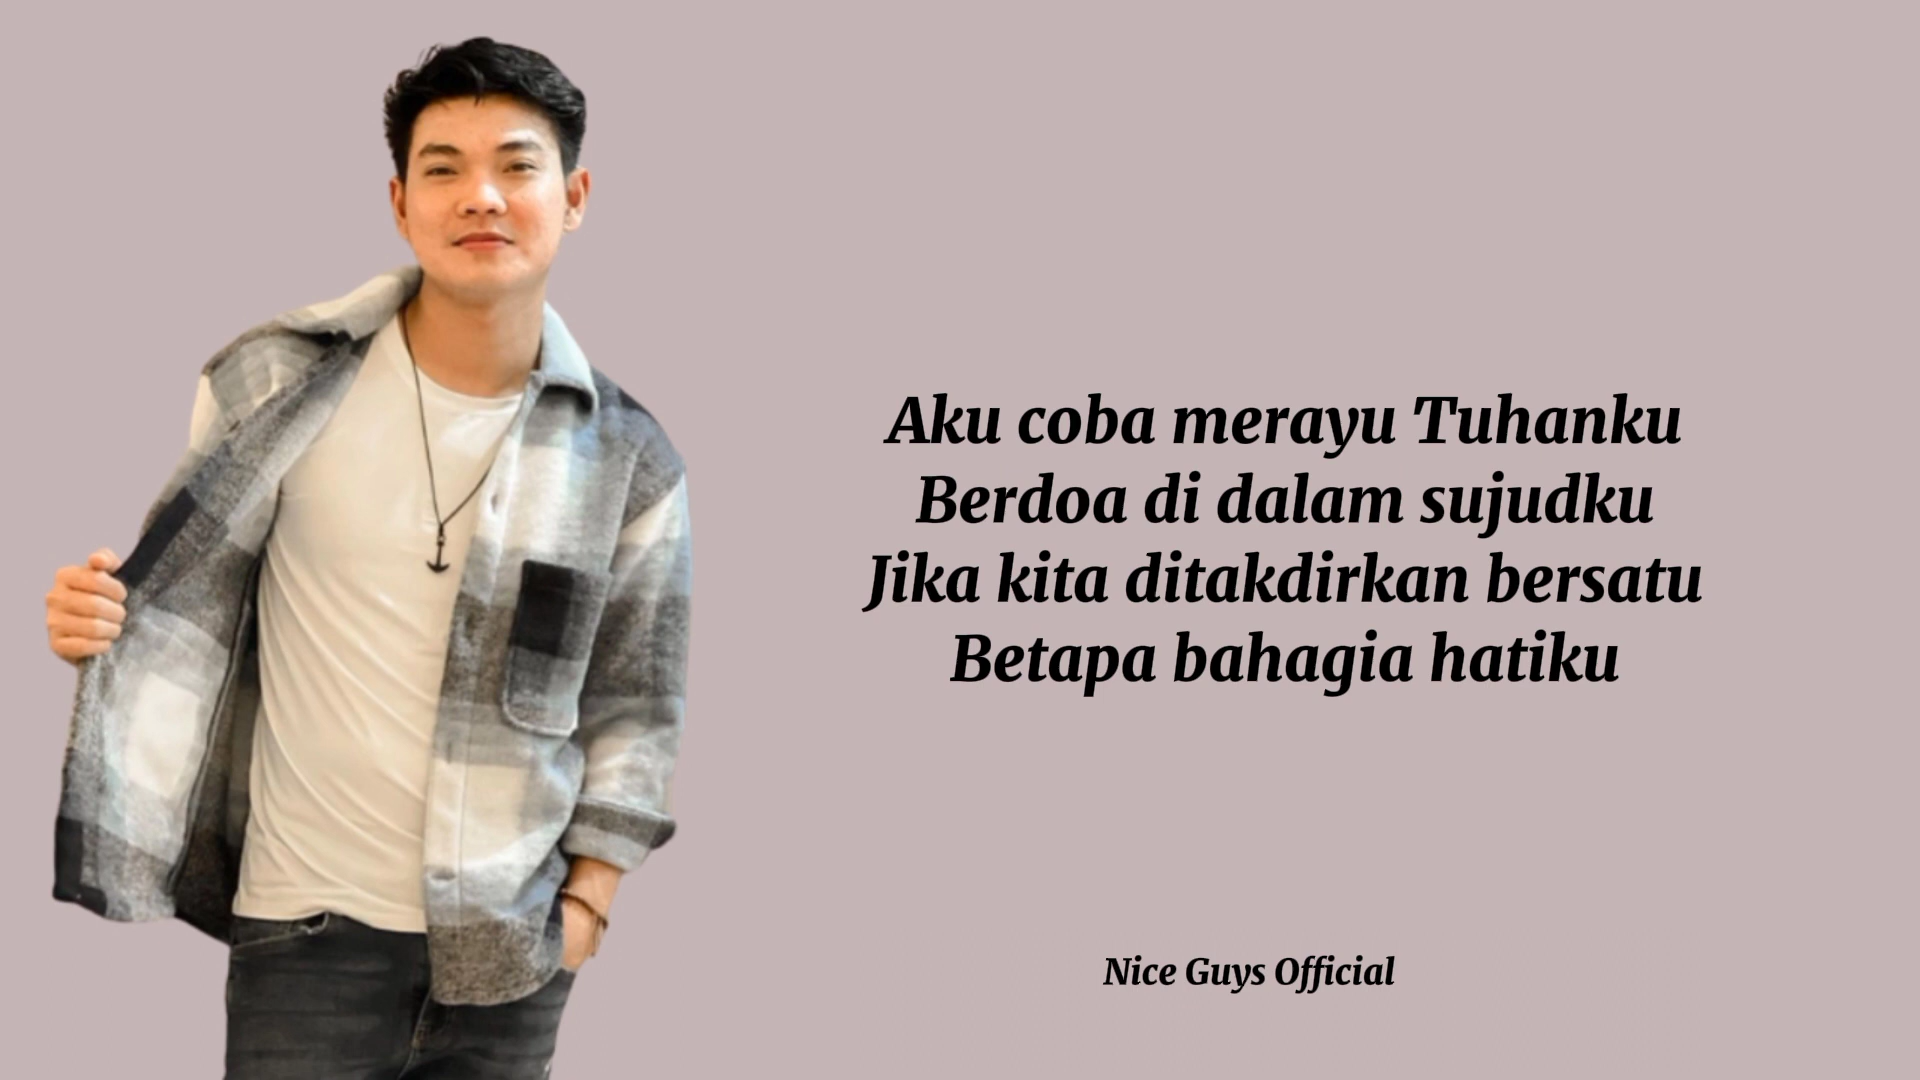 Aku coba merayu Tuhanku
Berdoa di dalam sujudku
Jika kita ditakdirkan bersatu
Betapa bahagia hatiku
Nice Guys Official